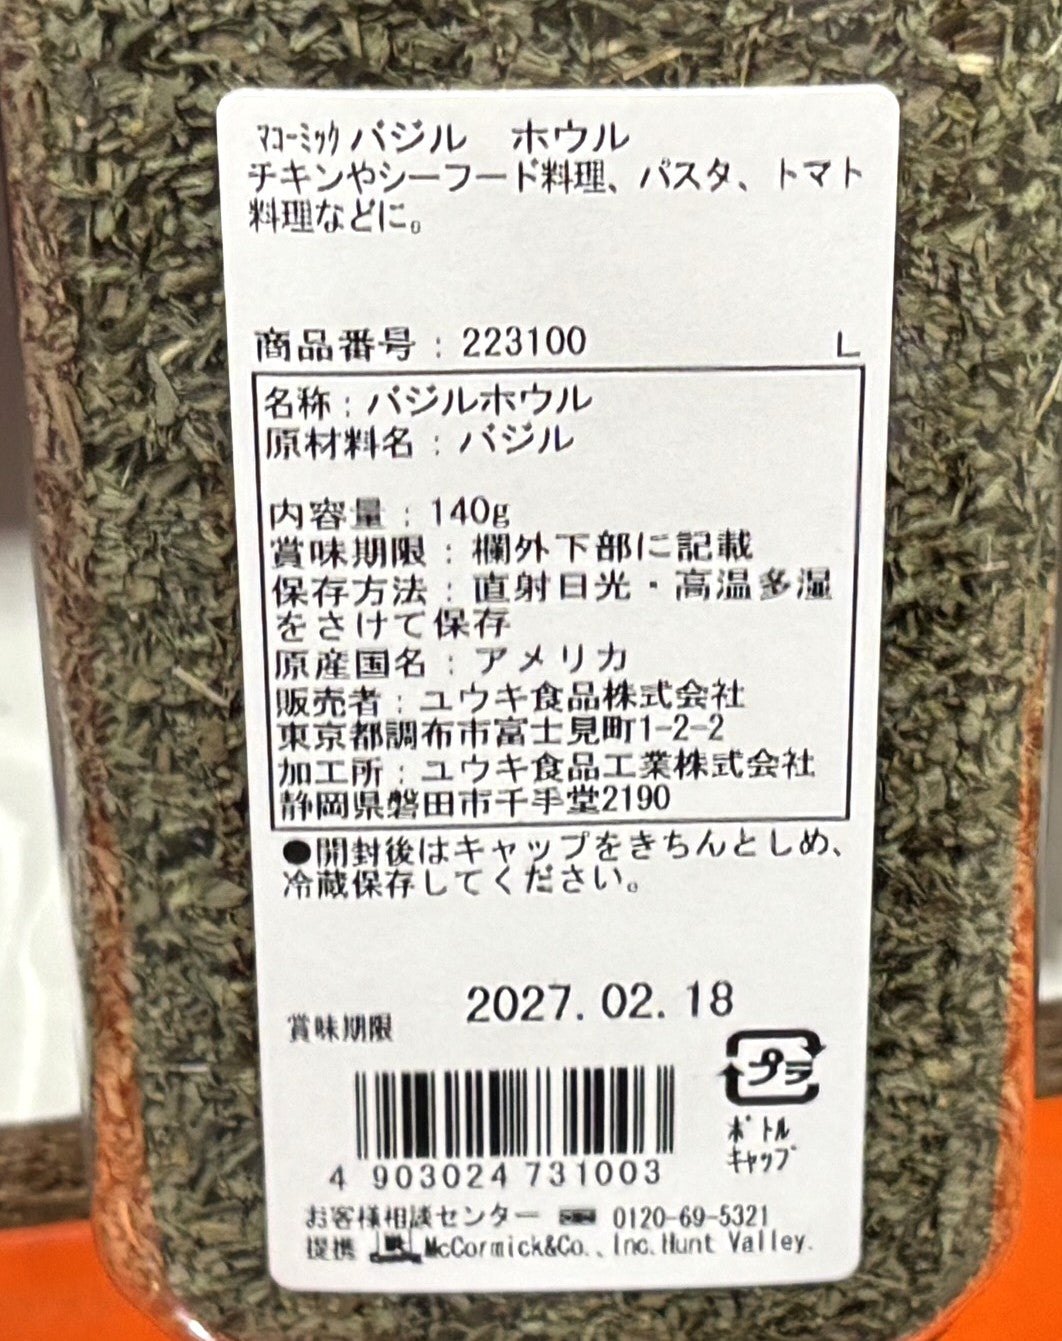 ﾏｺｰﾐｯｸ バジル　ホウル
チキンやシーフード料理、パスタ、トマト
料理などに。
商品番号：223100 L
名称：バジルホウル
原材料名：バジル
内容量：140g
賞味期限：欄外下部に記載
保存方法：直射日光・高温多湿
をさけて保存
原産国名：アメリカ
販売者：ユウキ食品株式会社
東京都調布市富士見町1-2-2
加工所：ユウキ食品工業株式会社
静岡県磐田市千手堂2190
●開封後はキャップをきちんとしめ、
冷蔵保存してください。
賞味期限 2027.02.18
プラ
ﾎﾞﾄﾙ
ｷｬｯﾌﾟ
4 903024 731003
お客様相談センター 0120-69-5321
提携 McCormick&Co., Inc. Hunt Valley.